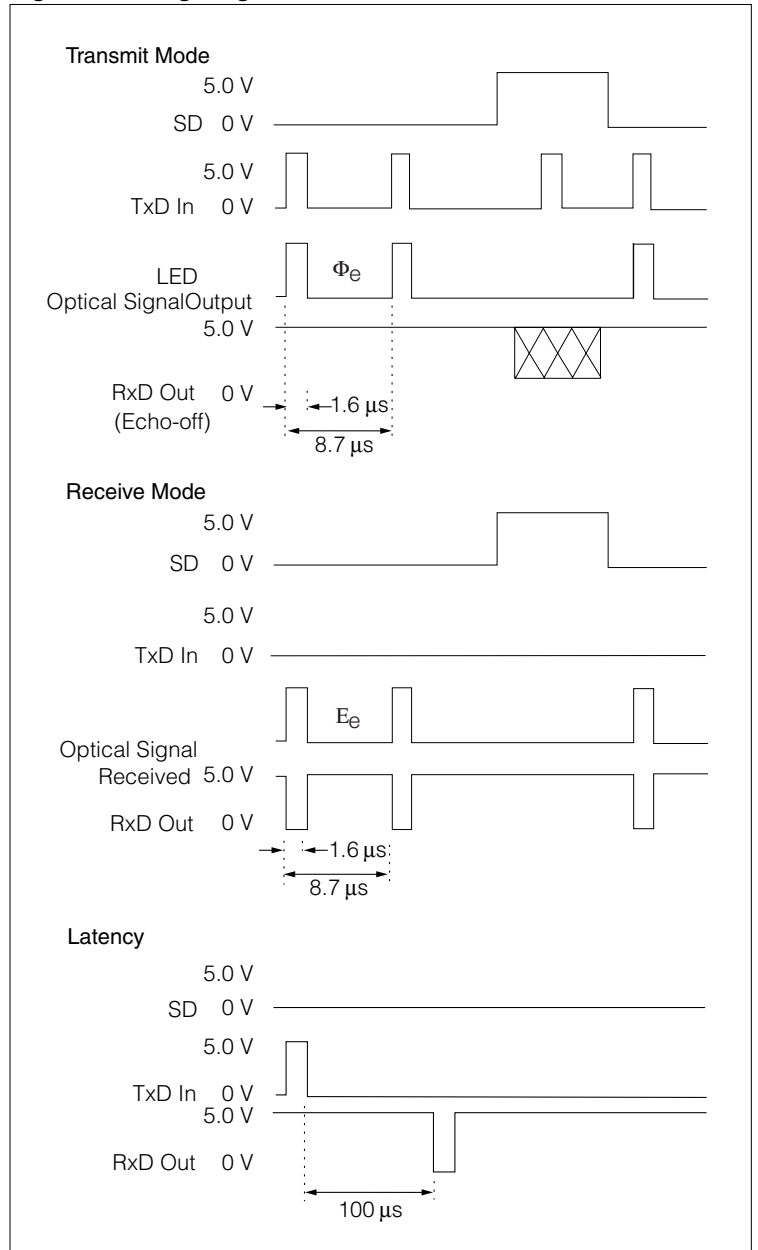 Transmit Mode
5.0 V
SD 0 V
5.0 V
TxD In 0 V
LED
Φe
Optical SignalOutput
5.0 V
RxD Out 0 V
(Echo-off)
1.6 µs
8.7 µs
Receive Mode
5.0 V
SD 0 V
5.0 V
TxD In 0 V
Ee
Optical Signal
Received 5.0 V
RxD Out 0 V
1.6 µs
8.7 µs
Latency
5.0 V
SD 0 V
5.0 V
TxD In 0 V
5.0 V
RxD Out 0 V
100 µs